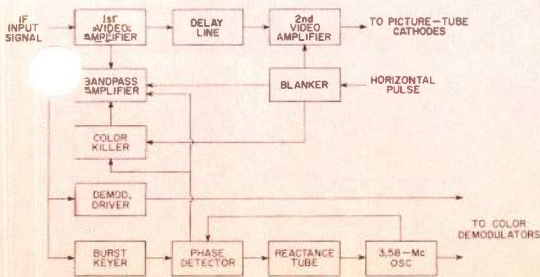 IF
INPUT
SIGNAL
1st
VIDEO
AMPLIFIER
DELAY
LINE
2nd
VIDEO
AMPLIFIER
TO PICTURE-TUBE
CATHODES
BANDPASS
AMPLIFIER
BLANKER
HORIZONTAL
PULSE
COLOR
KILLER
DEMOD.
DRIVER
TO COLOR
DEMODULATORS
BURST
KEYER
PHASE
DETECTOR
REACTANCE
TUBE
3.58-Mc
OSC